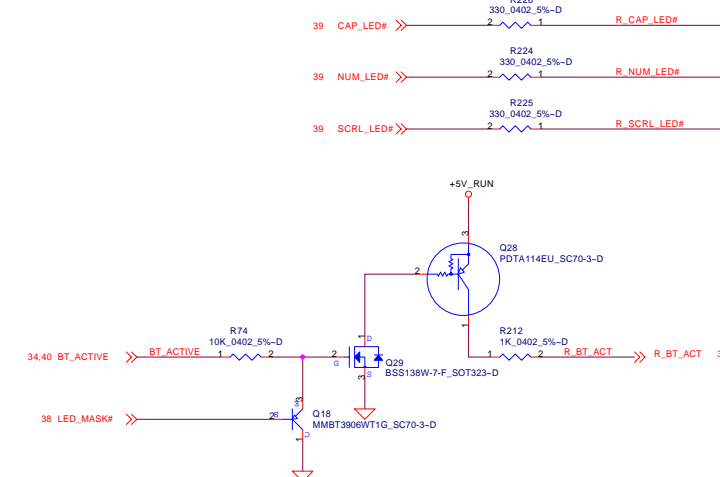 330_0402_5%~D
39 CAP_LED# 2 1 R_CAP_LED#
R224
330_0402_5%~D
39 NUM_LED# 2 1 R_NUM_LED#
R225
330_0402_5%~D
39 SCRL_LED# 2 1 R_SCRL_LED#
+5V_RUN
3
Q28
PDTA114EU_SC70-3~D
2
1
R74
10K_0402_5%~D
34,40 BT_ACTIVE BT_ACTIVE 1 2
2 G
1 D
3 S
Q29
BSS138W-7-F_SOT323~D
R212
1K_0402_5%~D
1 2 R_BT_ACT R_BT_ACT
38 LED_MASK# 2 B
3 E
1 C
Q18
MMBT3906WT1G_SC70-3~D